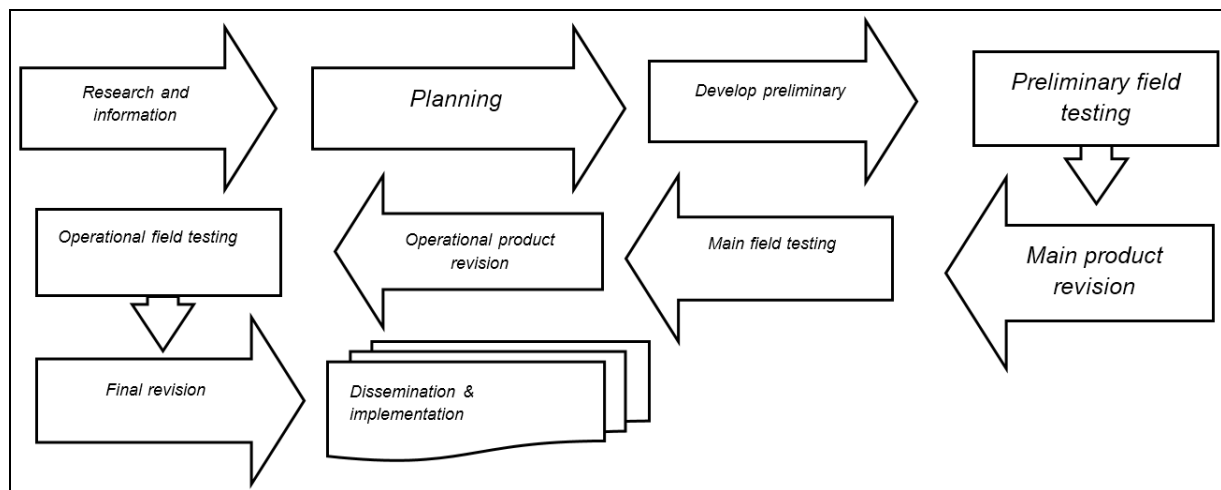 Research and
information
Planning
Develop preliminary
Preliminary field
testing
Main product
revision
Main field testing
Operational product
revision
Operational field testing
Final revision
Dissemination &
implementation